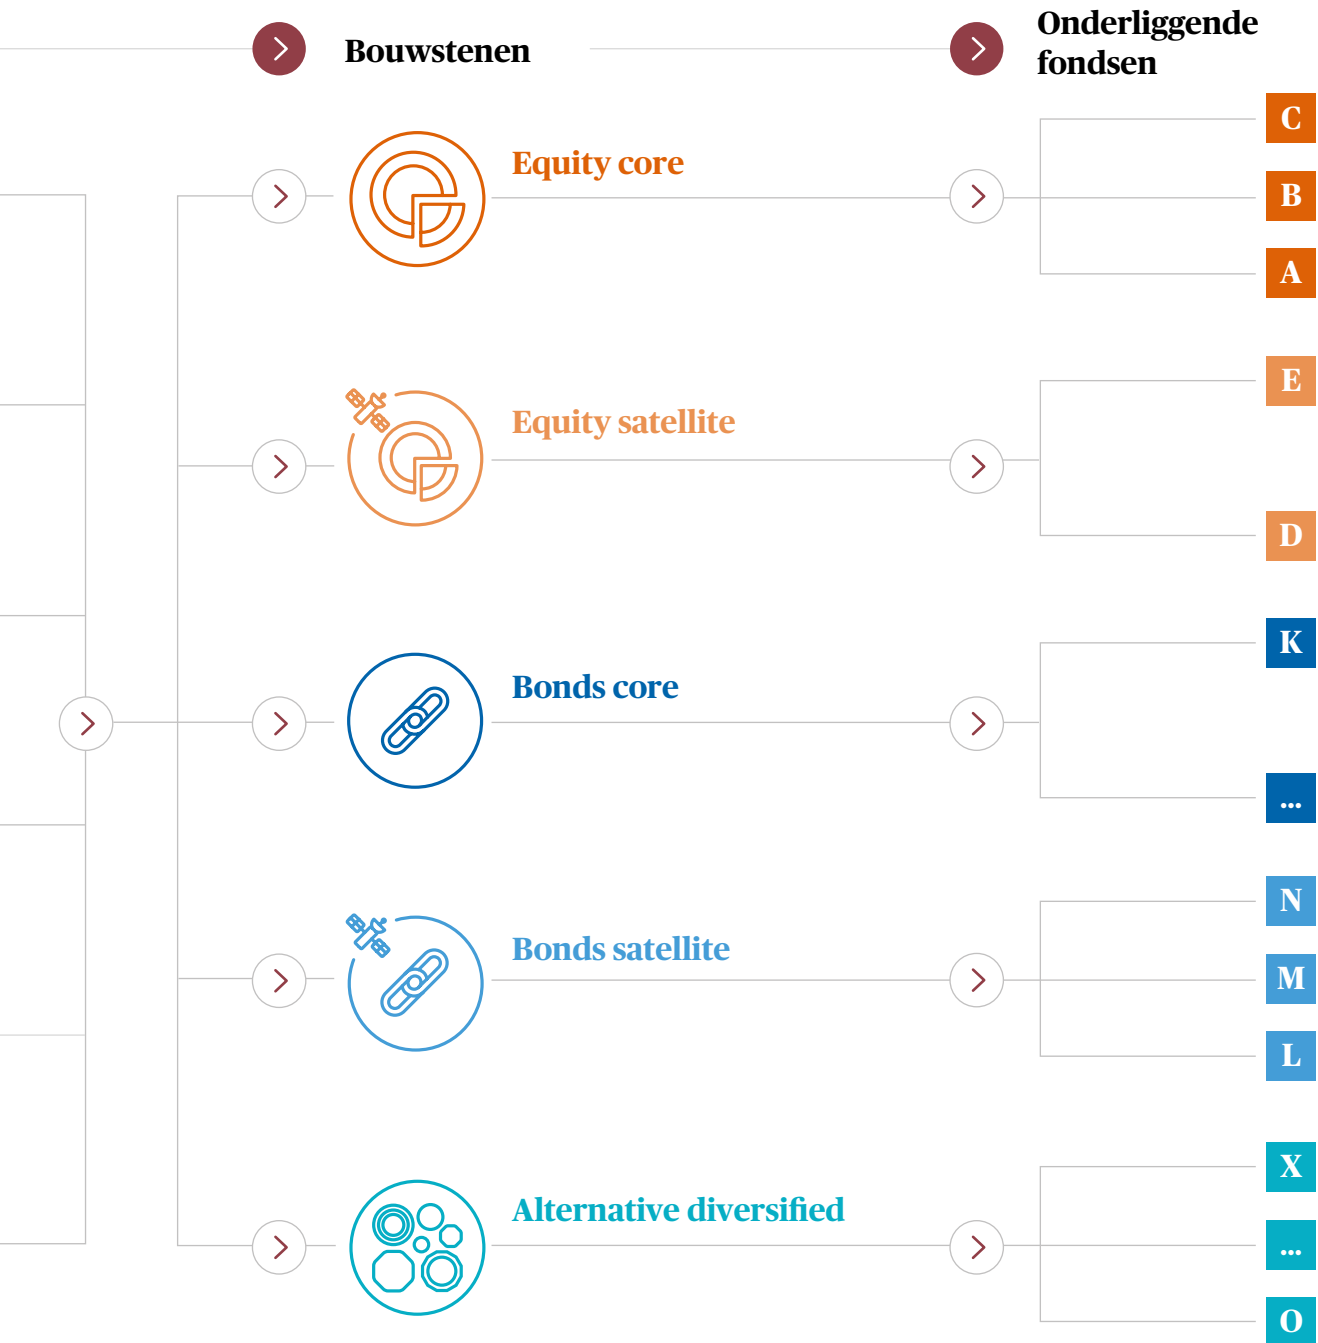 Bouwstenen
Onderliggende
fondsen
Equity core
C
B
A
Equity satellite
E
D
Bonds core
K
...
Bonds satellite
N
M
L
Alternative diversified
X
...
O